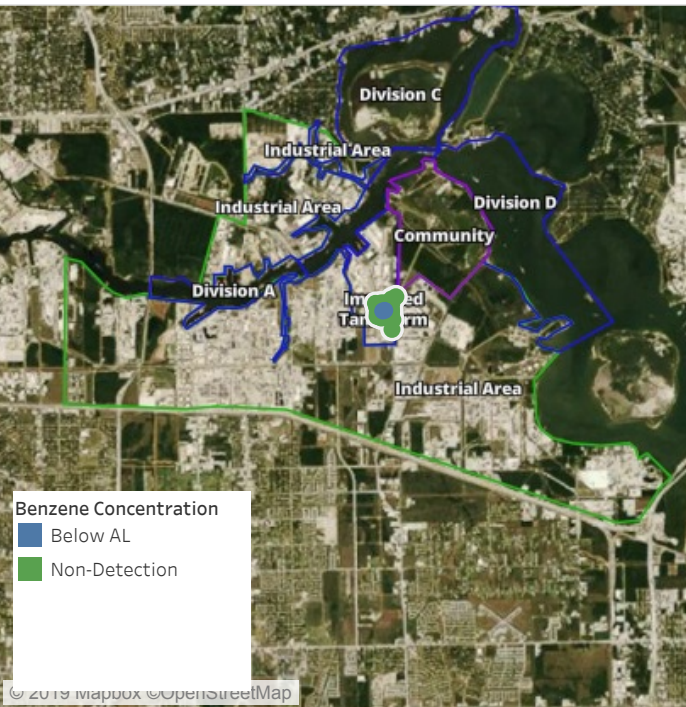 Division C
Industrial Area
Industrial Area
Division D
Community
Division A
Industrial Area
Benzene Concentration
Below AL
Non-Detection
© 2019 Mapbox ©OpenStreetMap